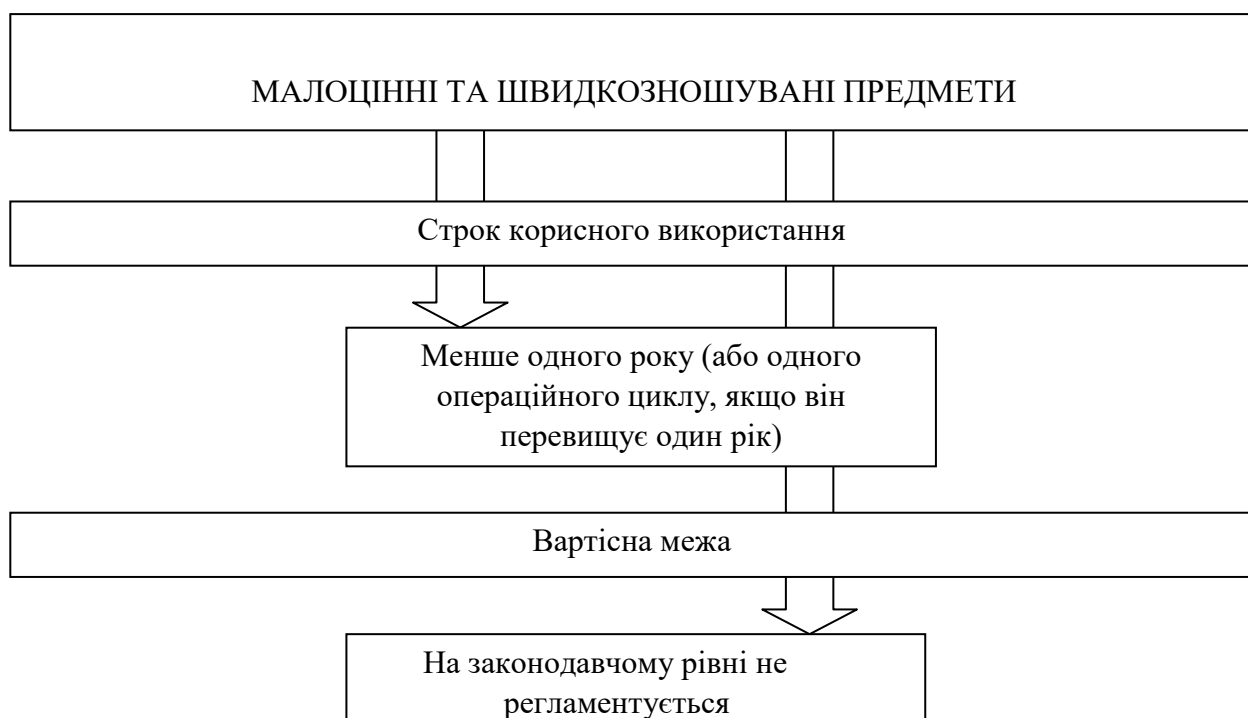 МАЛОЦІННІ ТА ШВИДКОЗНОШУВАНІ ПРЕДМЕТИ
Строк корисного використання
Менше одного року (або одного
операційного циклу, якщо він
перевищує один рік)
Вартісна межа
На законодавчому рівні не
регламентується